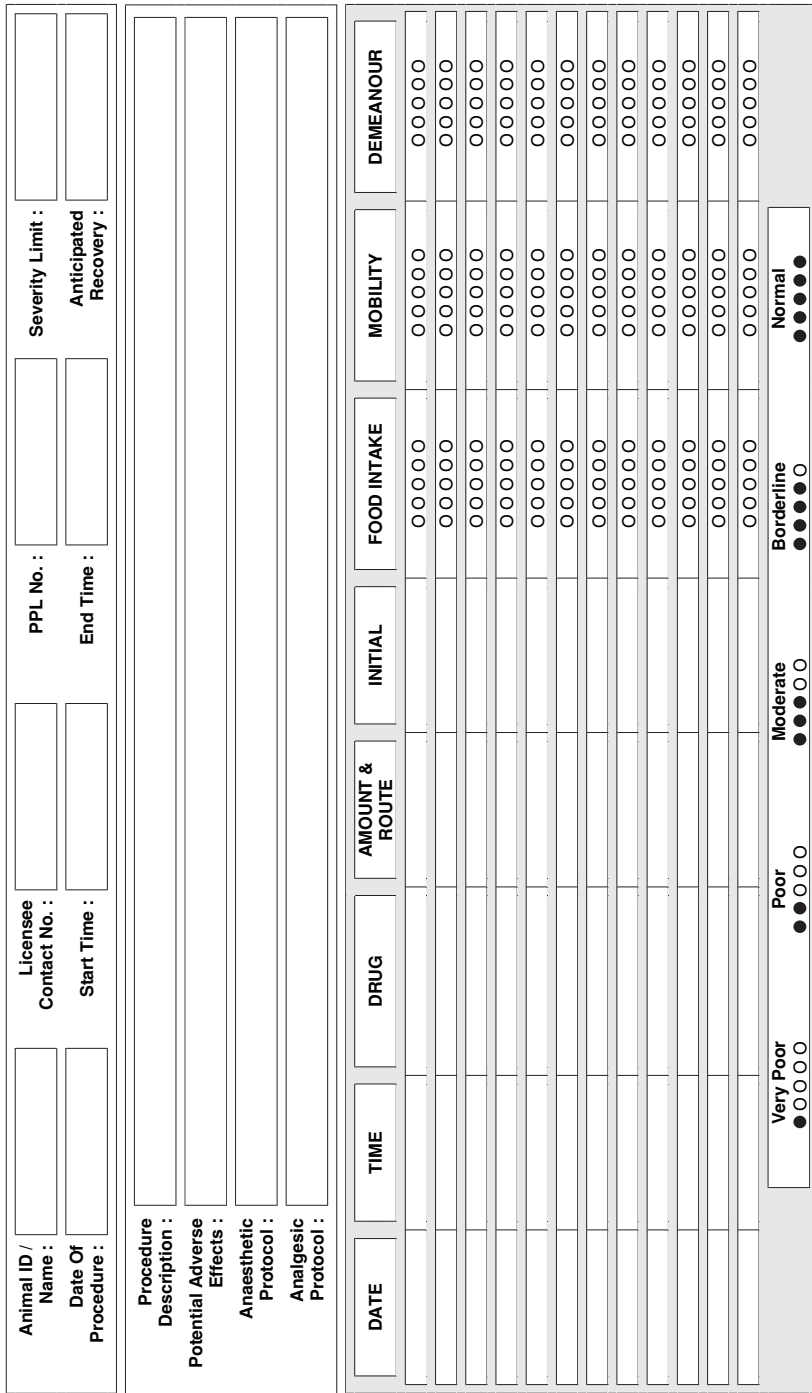 Animal ID /
Name :
Licensee
Contact No. :
PPL No. :
Severity Limit :
Date Of
Procedure :
Start Time :
End Time :
Anticipated
Recovery :
Procedure
Description :
Potential Adverse
Effects :
Anaesthetic
Protocol :
Analgesic
Protocol :
DATE
TIME
DRUG
AMOUNT &
ROUTE
INITIAL
FOOD INTAKE
MOBILITY
DEMEANOUR
Very Poor
Poor
Moderate
Borderline
Normal